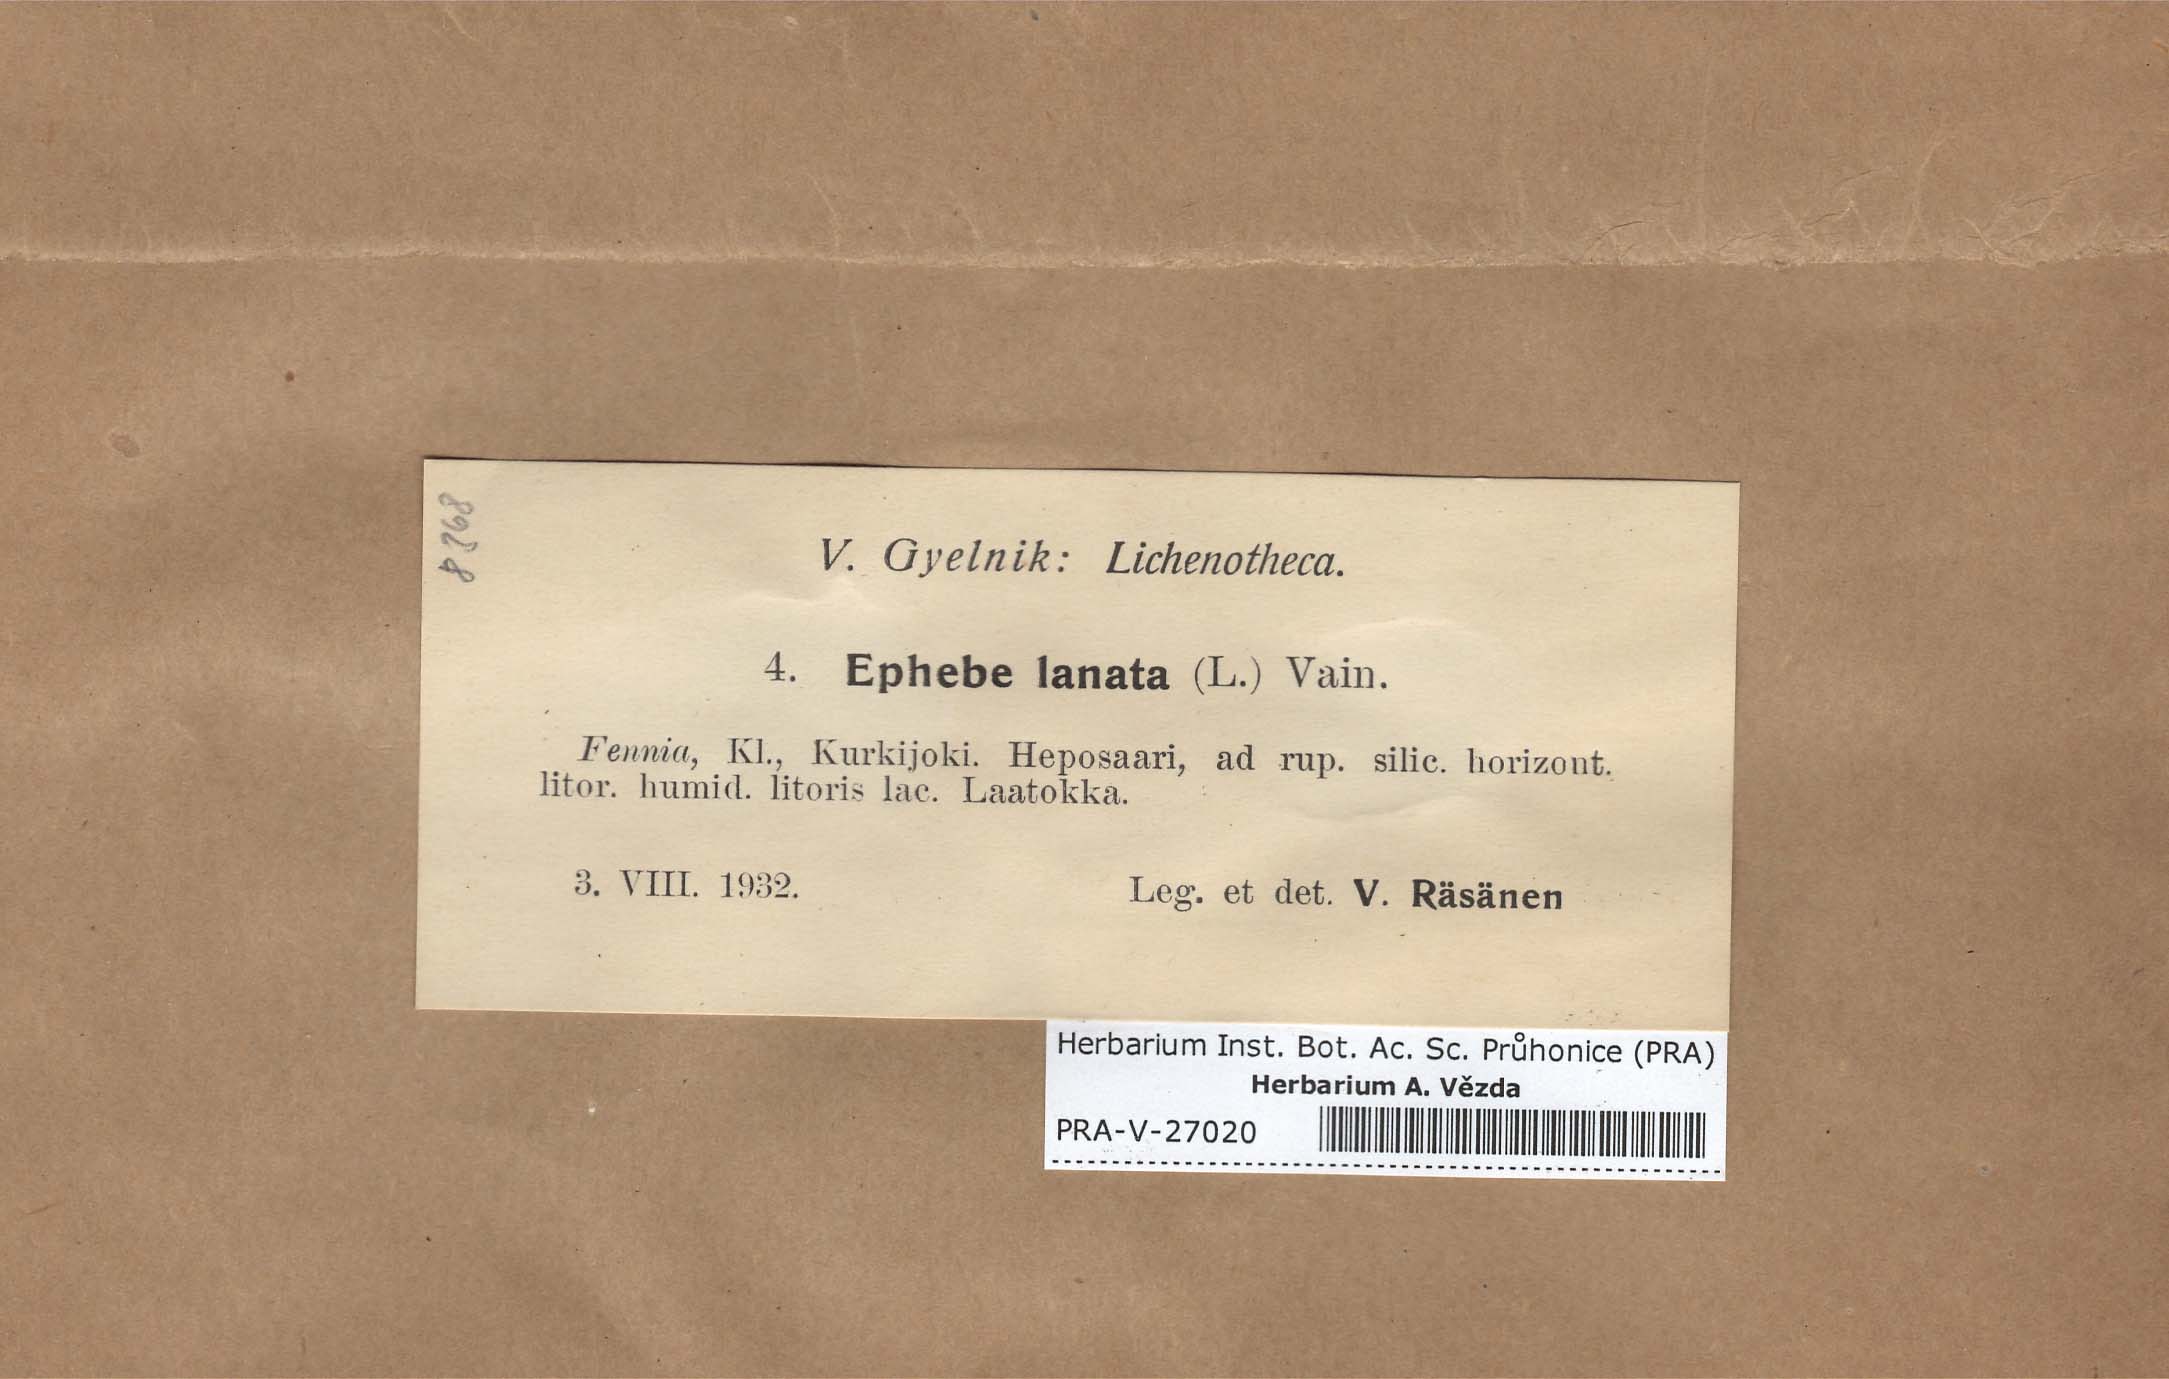 V. Gyelnik: Lichenotheca.
4. Ephebe lanata (L.) Vain.
Fennia, Kl., Kurkijoki. Heposaari, ad rup. silic. horizont.
litor. humid. litoris lac. Laatokka.
3. VIII. 1932. Leg. et det. V. Räsänen
Herbarium Inst. Bot. Ac. Sc. Průhonice (PRA)
Herbarium A. Vězda
PRA-V-27020